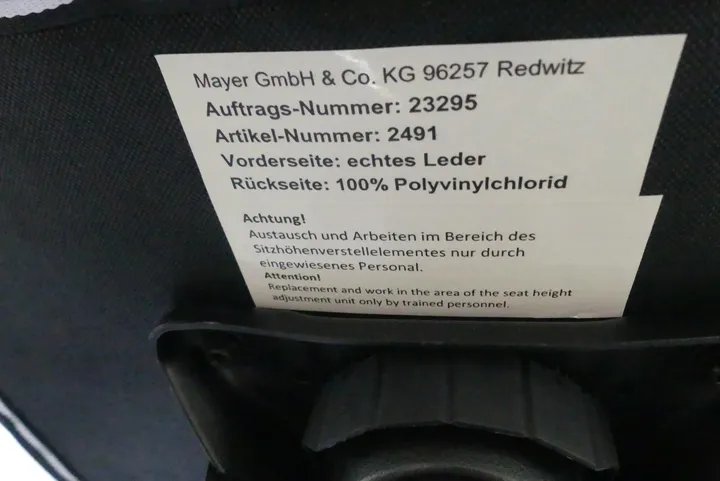 Mayer GmbH & Co. KG 96257 Redwitz
Auftrags-Nummer: 23295
Artikel-Nummer: 2491
Vorderseite: echtes Leder
Rückseite: 100% Polyvinylchlorid
Achtung!
Austausch und Arbeiten im Bereich des
Sitzhöhenverstellelementes nur durch
eingewiesenes Personal.
Attention!
Replacement and work in the area of the seat height
adjustment unit only by trained personnel.